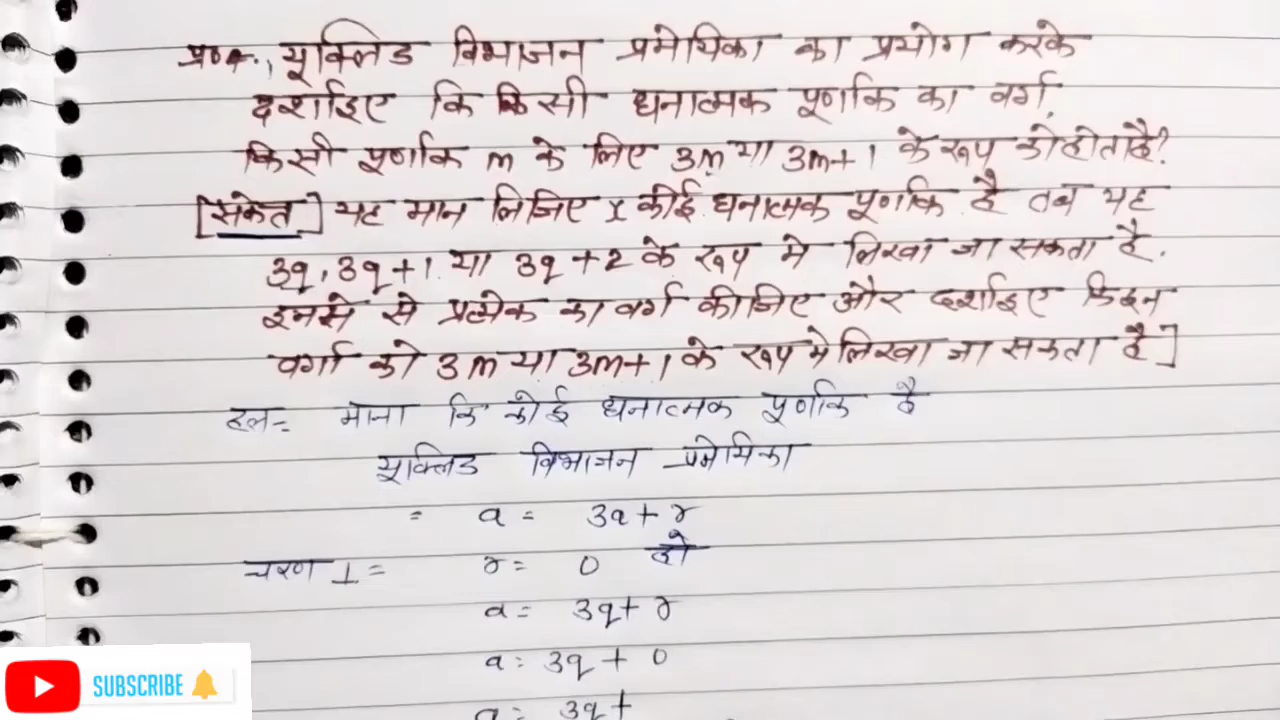 प्र०4., यूक्लिड विभाजन प्रमेयिका का प्रयोग करके
दर्शाइए कि किसी धनात्मक पूर्णांक का वर्ग,
किसी पूर्णांक m के लिए 3m या 3m+1 के रूप को होता है?
[संकेत] यह मान लिजिए x कोई धनात्मक पूर्णांक है तब यह
3q, 3q+1 या 3q+2 के रूप मे लिखा जा सकता है.
इनमे से प्रत्येक का वर्ग कीजिए और दर्शाइए कि इन
वर्गो को 3m या 3m+1 के रूप मे लिखा जा सकता है]
हल= माना कि कोई धनात्मक पूर्णांक है
यूक्लिड विभाजन प्रमेयिका
= a = 3q+r
चरण 1= r= 0 हो
a= 3q+r
a= 3q+0
a= 3q+
SUBSCRIBE